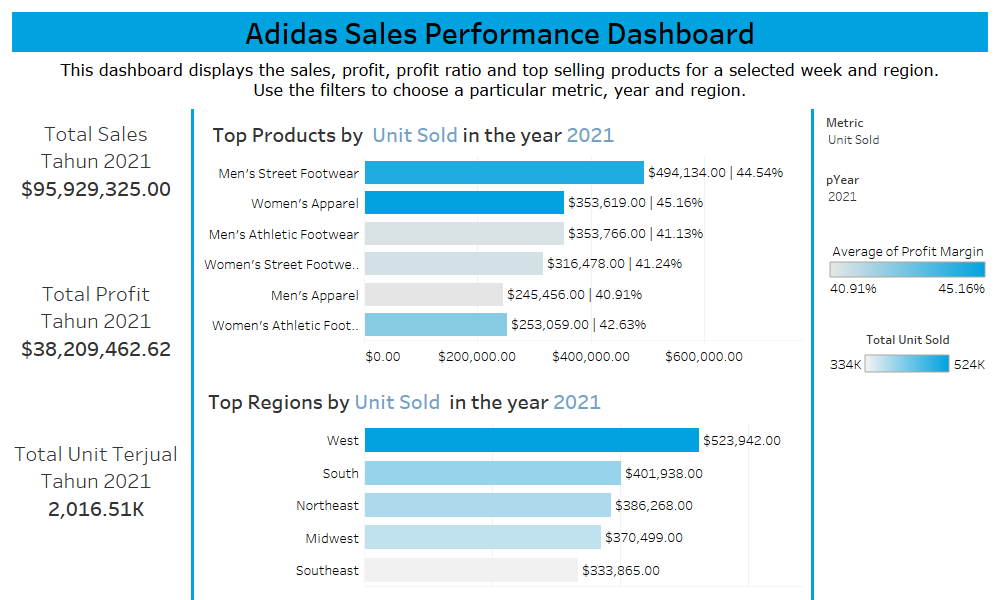 Adidas Sales Performance Dashboard
This dashboard displays the sales, profit, profit ratio and top selling products for a selected week and region.
Use the filters to choose a particular metric, year and region.
Total Sales
Tahun 2021
$95,929,325.00
Total Profit
Tahun 2021
$38,209,462.62
Total Unit Terjual
Tahun 2021
2,016.51K
Top Products by Unit Sold in the year 2021
Men's Street Footwear $494,134.00 | 44.54%
Women's Apparel $353,619.00 | 45.16%
Men's Athletic Footwear $353,766.00 | 41.13%
Women's Street Footwe.. $316,478.00 | 41.24%
Men's Apparel $245,456.00 | 40.91%
Women's Athletic Foot.. $253,059.00 | 42.63%
$0.00 $200,000.00 $400,000.00 $600,000.00
Top Regions by Unit Sold in the year 2021
West $523,942.00
South $401,938.00
Northeast $386,268.00
Midwest $370,499.00
Southeast $333,865.00
Metric
Unit Sold
pYear
2021
Average of Profit Margin
40.91% 45.16%
Total Unit Sold
334K 524K